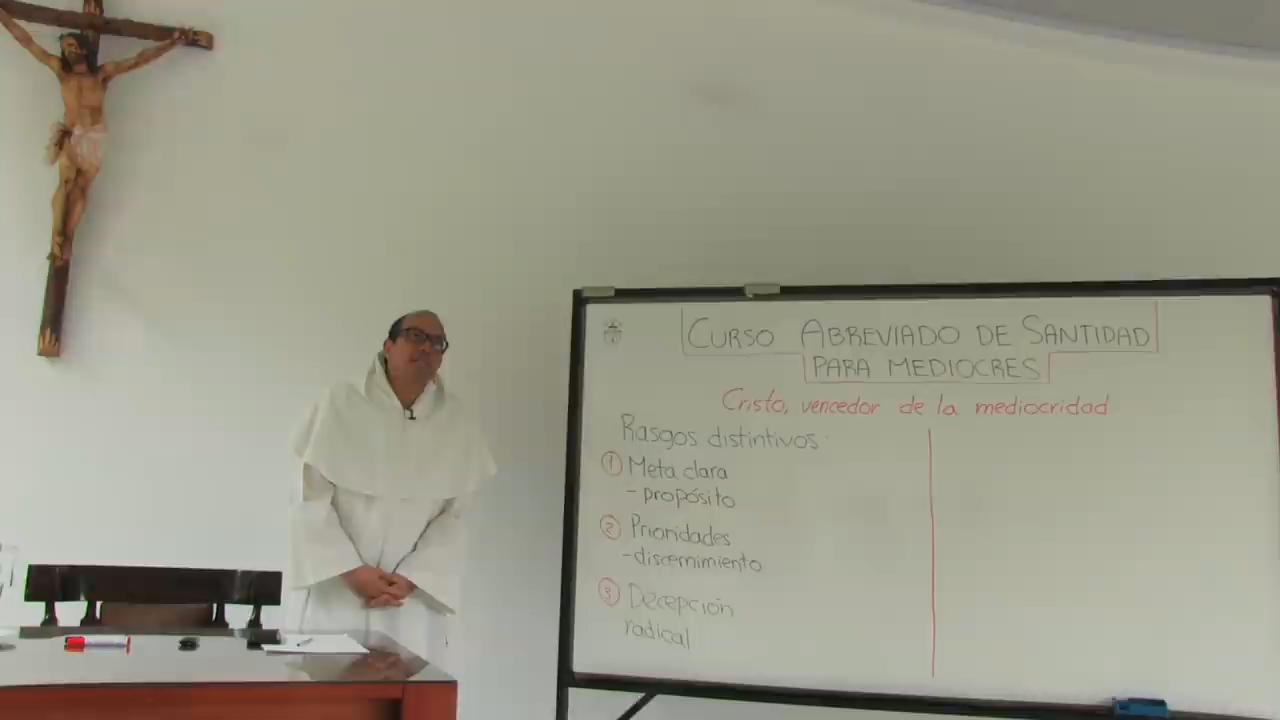 CURSO ABREVIADO DE SANTIDAD
PARA MEDIOCRES
Cristo, vencedor de la mediocridad
Rasgos distintivos:
① Meta clara
- propósito
② Prioridades
- discernimiento
③ Decepción
radical